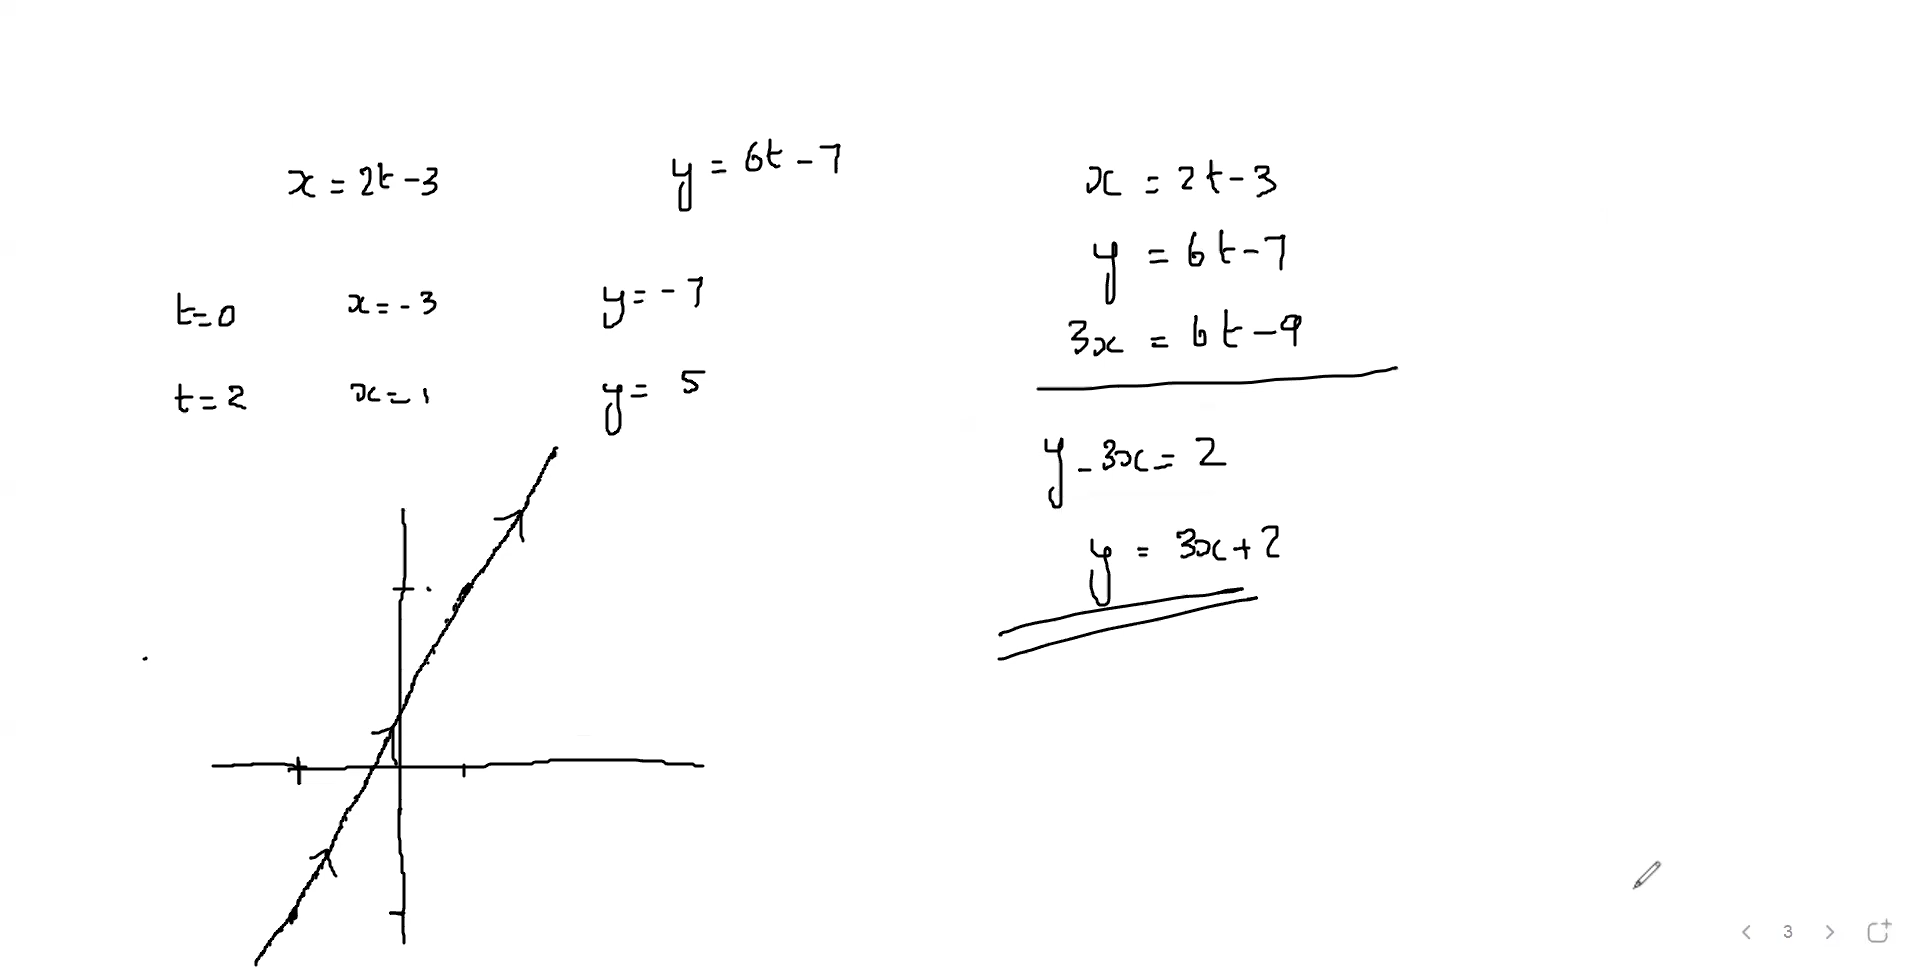 x = 2t - 3    y = 6t - 7
t=0    x = -3    y = -7
t = 2    x = 1    y = 5
x = 2t - 3
y = 6t - 7
3x = 6t - 9
y - 3x = 2
y = 3x + 2
3